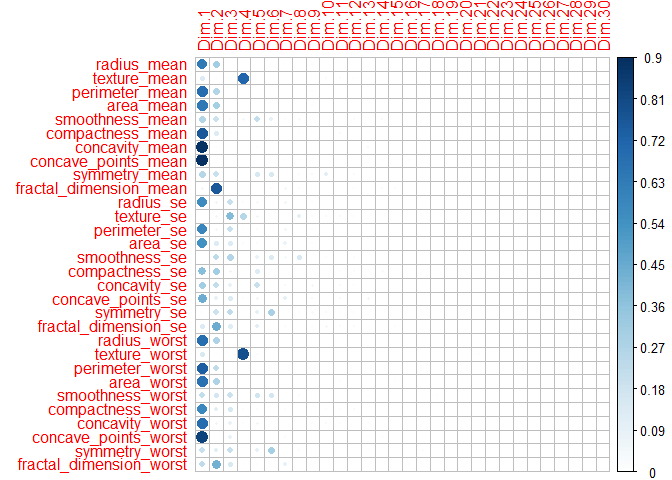 Dim.1
Dim.2
Dim.3
Dim.4
Dim.5
Dim.6
Dim.7
Dim.8
Dim.9
Dim.10
Dim.11
Dim.12
Dim.13
Dim.14
Dim.15
Dim.16
Dim.17
Dim.18
Dim.19
Dim.20
Dim.21
Dim.22
Dim.23
Dim.24
Dim.25
Dim.26
Dim.27
Dim.28
Dim.29
Dim.30
radius_mean
texture_mean
perimeter_mean
area_mean
smoothness_mean
compactness_mean
concavity_mean
concave_points_mean
symmetry_mean
fractal_dimension_mean
radius_se
texture_se
perimeter_se
area_se
smoothness_se
compactness_se
concavity_se
concave_points_se
symmetry_se
fractal_dimension_se
radius_worst
texture_worst
perimeter_worst
area_worst
smoothness_worst
compactness_worst
concavity_worst
concave_points_worst
symmetry_worst
fractal_dimension_worst
0.9
0.81
0.72
0.63
0.54
0.45
0.36
0.27
0.18
0.09
0